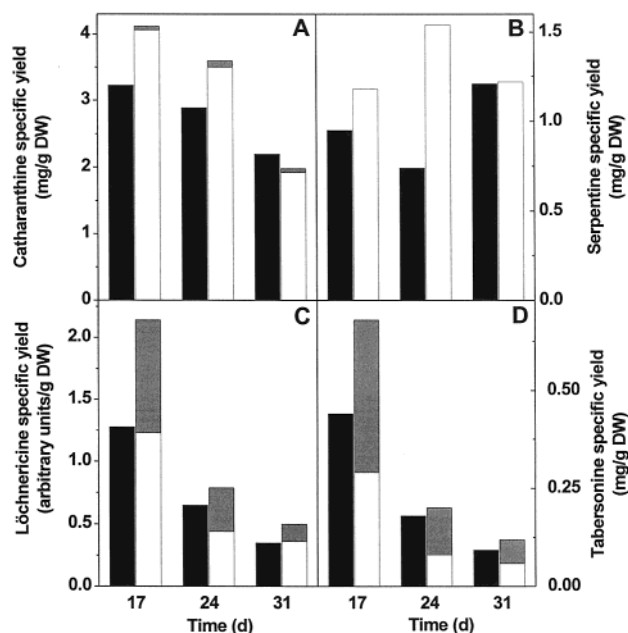 A
B
Catharanthine specific yield
(mg/g DW)
4
3
2
1
0
1.5
1.0
0.5
0.0
Serpentine specific yield
(mg/g DW)
C
D
Löchnericine specific yield
(arbitrary units/g DW)
2.0
1.5
1.0
0.5
0.0
0.50
0.25
0.00
Tabersonine specific yield
(mg/g DW)
17 24 31 17 24 31
Time (d) Time (d)